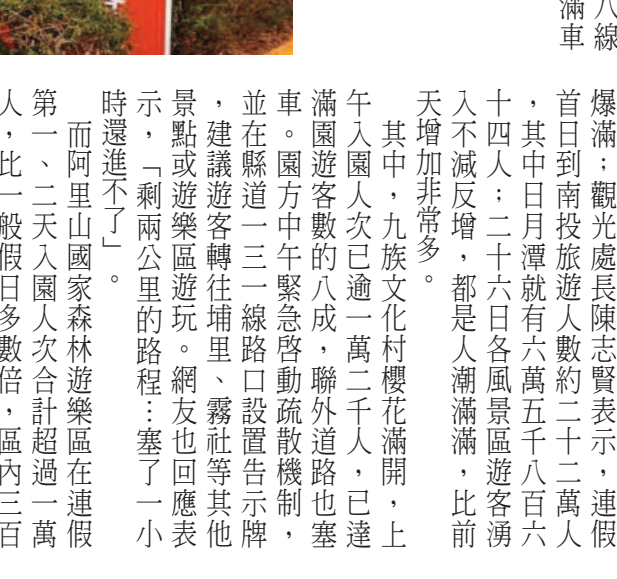 八線
滿車
爆滿；觀光處長陳志賢表示，連假
首日到南投旅遊人數約二十二萬人
，其中日月潭就有六萬五千八百六
十四人；二十六日各風景區遊客湧
入不減反增，都是人潮滿滿，比前
天增加非常多。
其中，九族文化村櫻花滿開，上
午入園人次已逾一萬二千人，已達
滿園遊客數的八成，聯外道路也塞
車。園方中午緊急啓動疏散機制，
並在縣道一三一線路口設置告示牌
，建議遊客轉往埔里、霧社等其他
景點或遊樂區遊玩。網友也回應表
示，「剩兩公里的路程…塞了一小
時還進不了」。
而阿里山國家森林遊樂區在連假
第一、二天入園人次合計超過一萬
人，比一般假日多數倍，區內三百